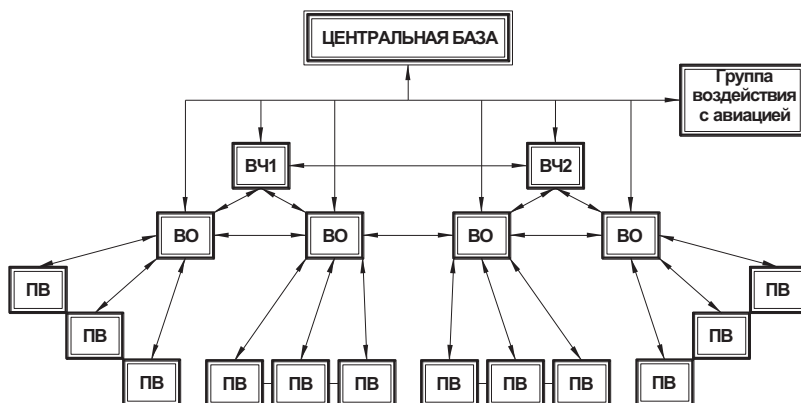 ЦЕНТРАЛЬНАЯ БАЗА
Группа
воздействия
с авиацией
ВЧ1
ВЧ2
ВО
ВО
ВО
ВО
ПВ
ПВ
ПВ
ПВ
ПВ
ПВ
ПВ
ПВ
ПВ
ПВ
ПВ
ПВ